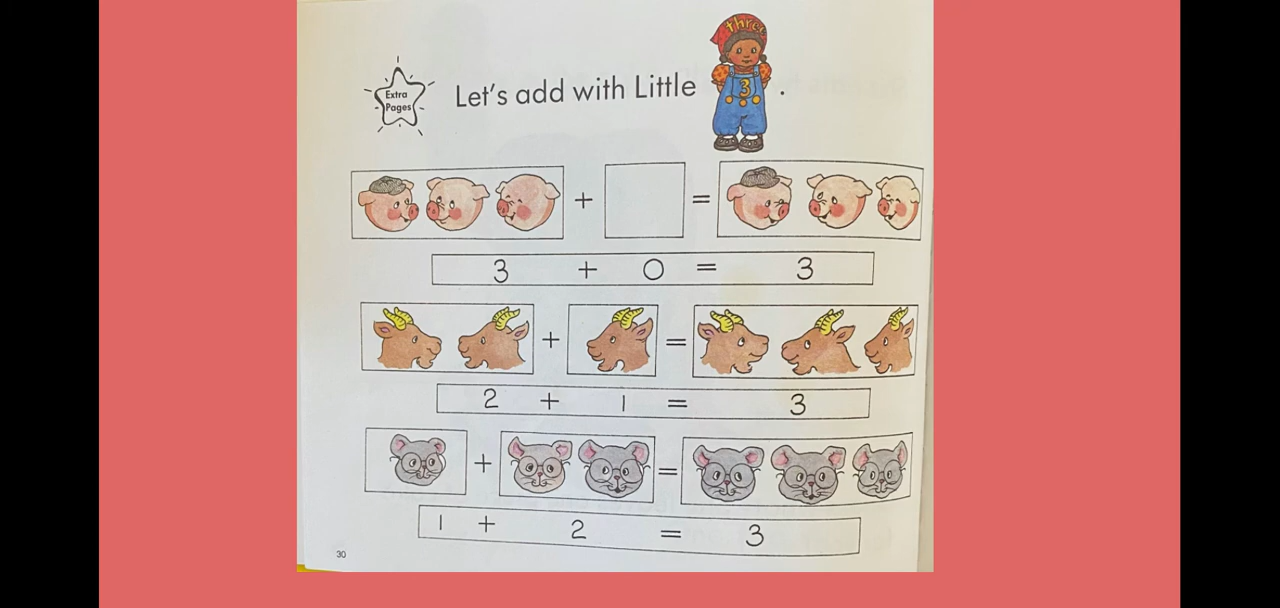 three
Extra
Pages
Let's add with Little
3
.
+ =
3 + 0 = 3
+ =
2 + 1 = 3
+ =
1 + 2 = 3
30